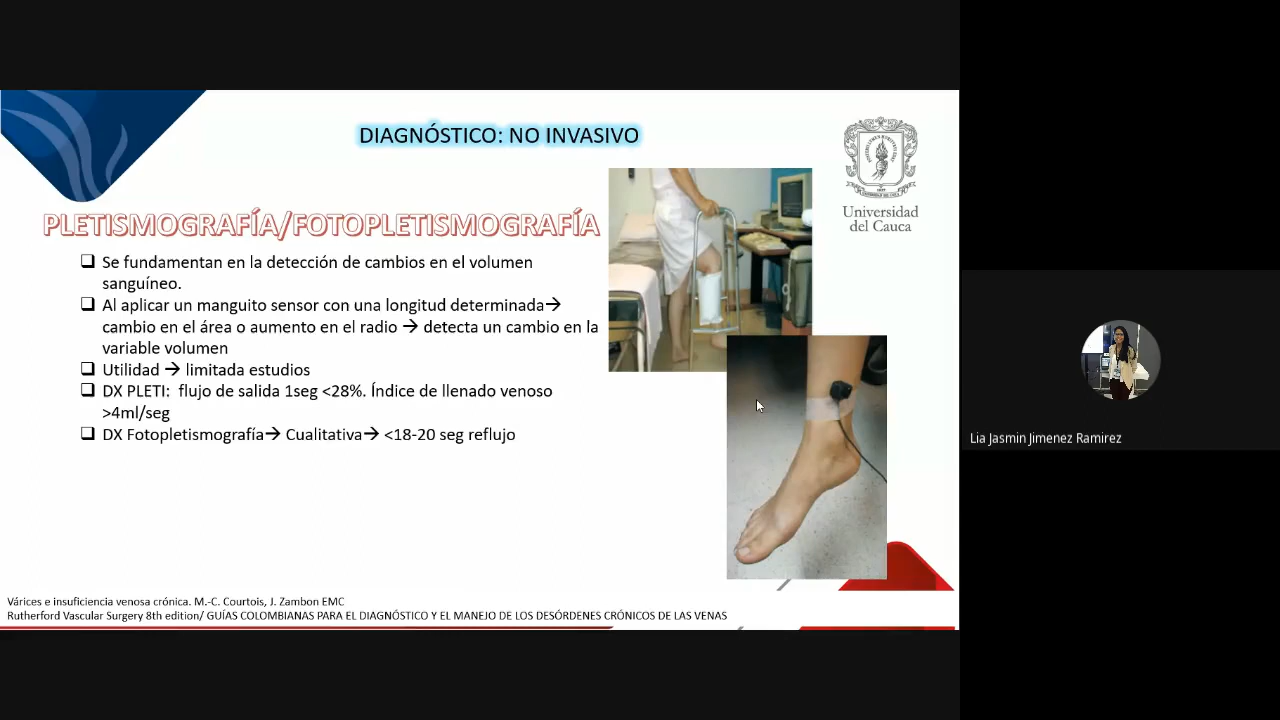 DIAGNÓSTICO: NO INVASIVO
Universidad
del Cauca
PLETISMOGRAFÍA/FOTOPLETISMOGRAFÍA
❑ Se fundamentan en la detección de cambios en el volumen
sanguíneo.
❑ Al aplicar un manguito sensor con una longitud determinada→
cambio en el área o aumento en el radio → detecta un cambio en la
variable volumen
❑ Utilidad → limitada estudios
❑ DX PLETI:  flujo de salida 1seg <28%. Índice de llenado venoso
>4ml/seg
❑ DX Fotopletismografía→ Cualitativa→ <18-20 seg reflujo
Várices e insuficiencia venosa crónica. M.-C. Courtois, J. Zambon EMC
Rutherford Vascular Surgery 8th edition/ GUÍAS COLOMBIANAS PARA EL DIAGNÓSTICO Y EL MANEJO DE LOS DESÓRDENES CRÓNICOS DE LAS VENAS
Lia Jasmin Jimenez Ramirez